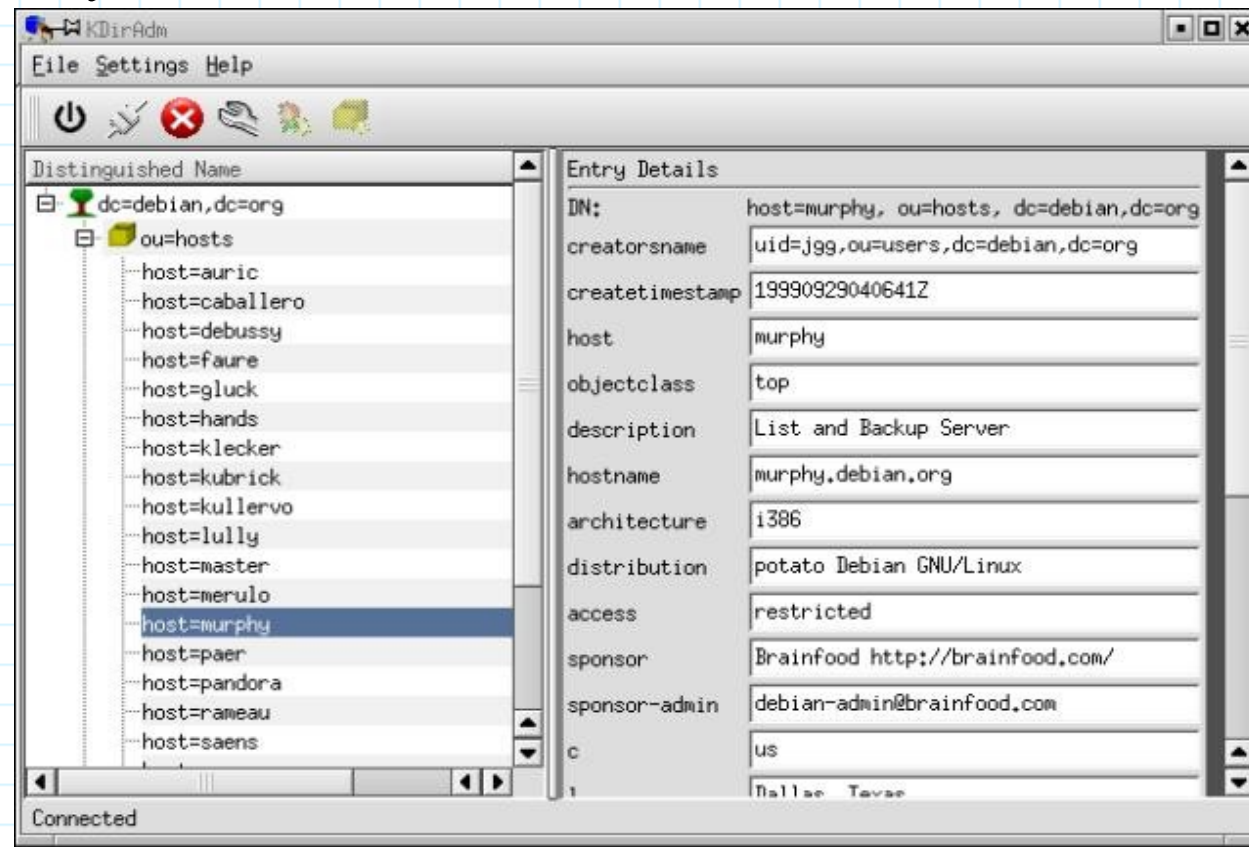 KDirAdm
File Settings Help
Distinguished Name
dc=debian,dc=org
ou=hosts
host=auric
host=caballero
host=debussy
host=faure
host=gluck
host=hands
host=klecker
host=kubrick
host=kullervo
host=lully
host=master
host=merulo
host=murphy
host=paer
host=pandora
host=rameau
host=saens
Entry Details
DN: host=murphy, ou=hosts, dc=debian,dc=org
creatorsname uid=jgg,ou=users,dc=debian,dc=org
createtimestamp 19990929040641Z
host murphy
objectclass top
description List and Backup Server
hostname murphy.debian.org
architecture i386
distribution potato Debian GNU/Linux
access restricted
sponsor Brainfood http://brainfood.com/
sponsor-admin debian-admin@brainfood.com
c us
l Dallas, Texas
Connected